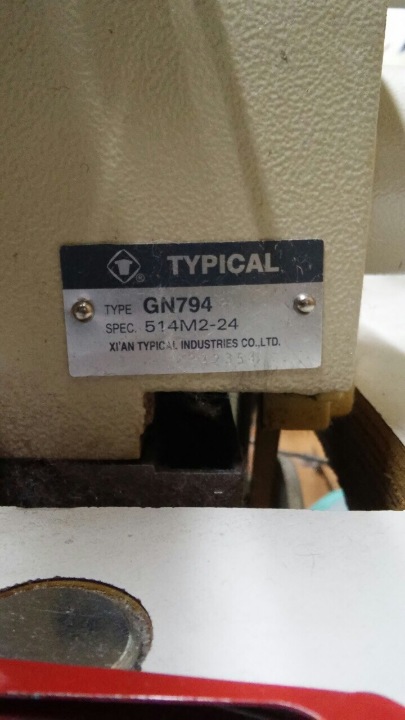 TYPICAL
TYPE GN794
SPEC. 514M2-24
XI'AN TYPICAL INDUSTRIES CO.,LTD.